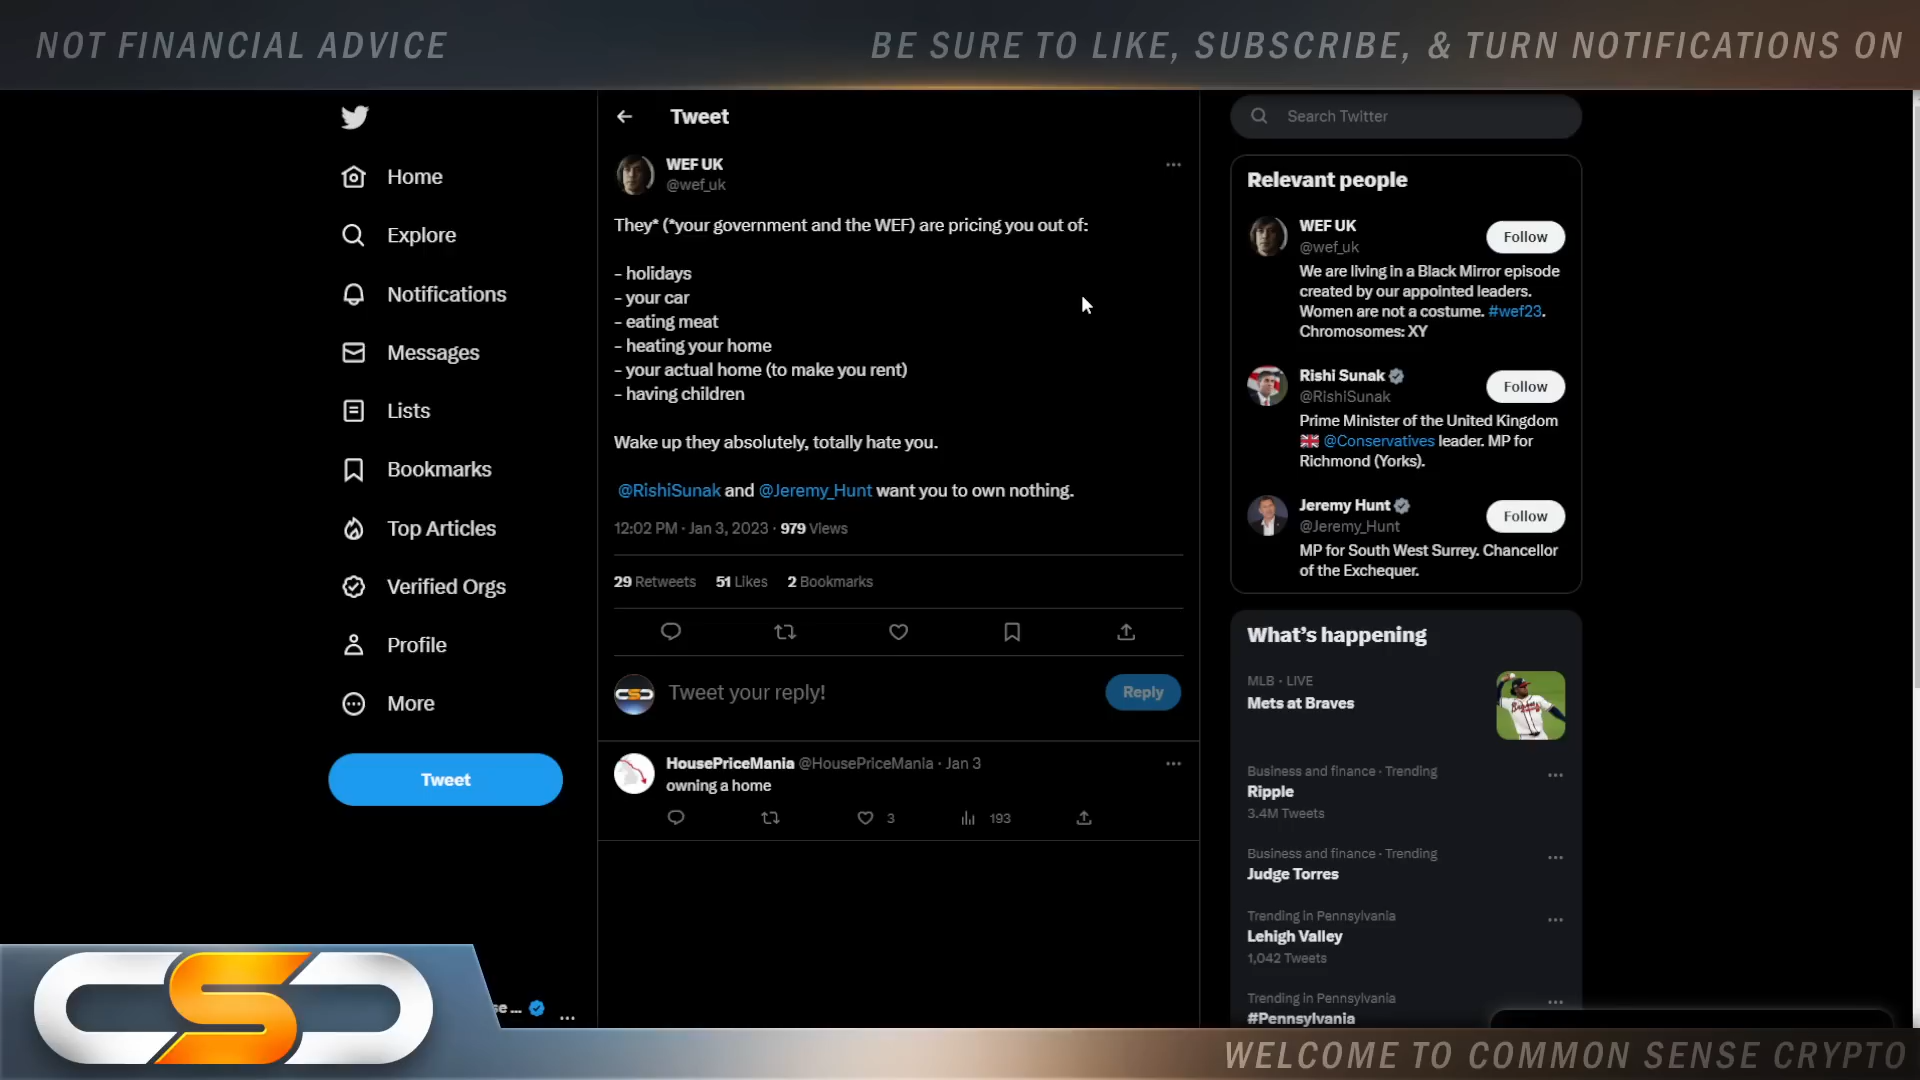 NOT FINANCIAL ADVICE
BE SURE TO LIKE, SUBSCRIBE, & TURN NOTIFICATIONS ON
Home
Explore
Notifications
Messages
Lists
Bookmarks
Top Articles
Verified Orgs
Profile
More
Tweet
se ...
...
Tweet
WEF UK
@wef_uk
They* (*your government and the WEF) are pricing you out of:
- holidays
- your car
- eating meat
- heating your home
- your actual home (to make you rent)
- having children
Wake up they absolutely, totally hate you.
@RishiSunak and @Jeremy_Hunt want you to own nothing.
12:02 PM · Jan 3, 2023 · 979 Views
29 Retweets 51 Likes 2 Bookmarks
CSC
Tweet your reply!
Reply
HousePriceMania @HousePriceMania · Jan 3
owning a home
3
193
Search Twitter
Relevant people
WEF UK
@wef_uk
Follow
We are living in a Black Mirror episode
created by our appointed leaders.
Women are not a costume. #wef23.
Chromosomes: XY
Rishi Sunak
@RishiSunak
Follow
Prime Minister of the United Kingdom
🇬🇧 @Conservatives leader. MP for
Richmond (Yorks).
Jeremy Hunt
@Jeremy_Hunt
Follow
MP for South West Surrey. Chancellor
of the Exchequer.
What's happening
MLB · LIVE
Mets at Braves
Business and finance · Trending
Ripple
3.4M Tweets
Business and finance · Trending
Judge Torres
Trending in Pennsylvania
Lehigh Valley
1,042 Tweets
Trending in Pennsylvania
#Pennsylvania
CSC
WELCOME TO COMMON SENSE CRYPTO